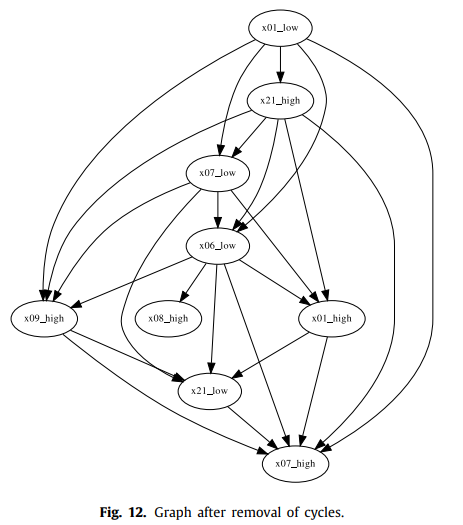 x01_low
x21_high
x07_low
x06_low
x09_high
x08_high
x01_high
x21_low
x07_high
Fig. 12. Graph after removal of cycles.